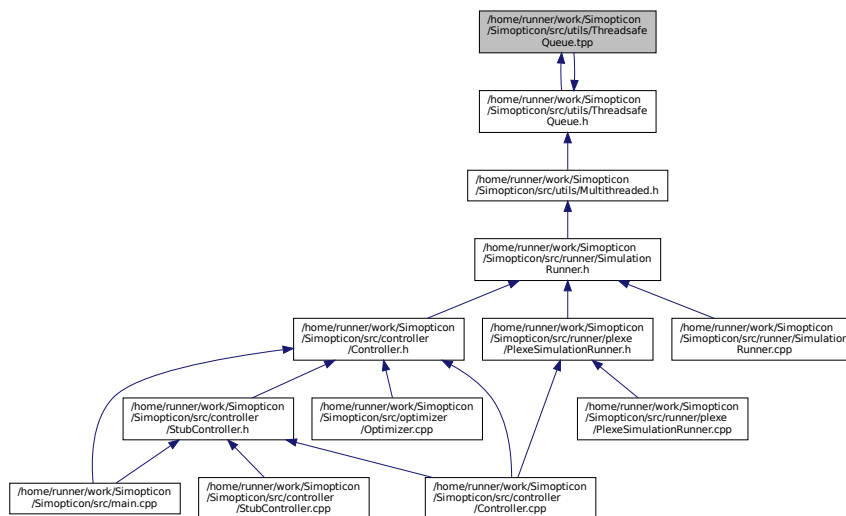 /home/runner/work/Simopticon
/Simopticon/src/utils/Threadsafe
Queue.tpp
/home/runner/work/Simopticon
/Simopticon/src/utils/Threadsafe
Queue.h
/home/runner/work/Simopticon
/Simopticon/src/utils/Multithreaded.h
/home/runner/work/Simopticon
/Simopticon/src/runner/Simulation
Runner.h
/home/runner/work/Simopticon
/Simopticon/src/controller
/Controller.h
/home/runner/work/Simopticon
/Simopticon/src/runner/plexe
/PlexeSimulationRunner.h
/home/runner/work/Simopticon
/Simopticon/src/runner/Simulation
Runner.cpp
/home/runner/work/Simopticon
/Simopticon/src/controller
/StubController.h
/home/runner/work/Simopticon
/Simopticon/src/optimizer
/Optimizer.cpp
/home/runner/work/Simopticon
/Simopticon/src/runner/plexe
/PlexeSimulationRunner.cpp
/home/runner/work/Simopticon
/Simopticon/src/main.cpp
/home/runner/work/Simopticon
/Simopticon/src/controller
/StubController.cpp
/home/runner/work/Simopticon
/Simopticon/src/controller
/Controller.cpp